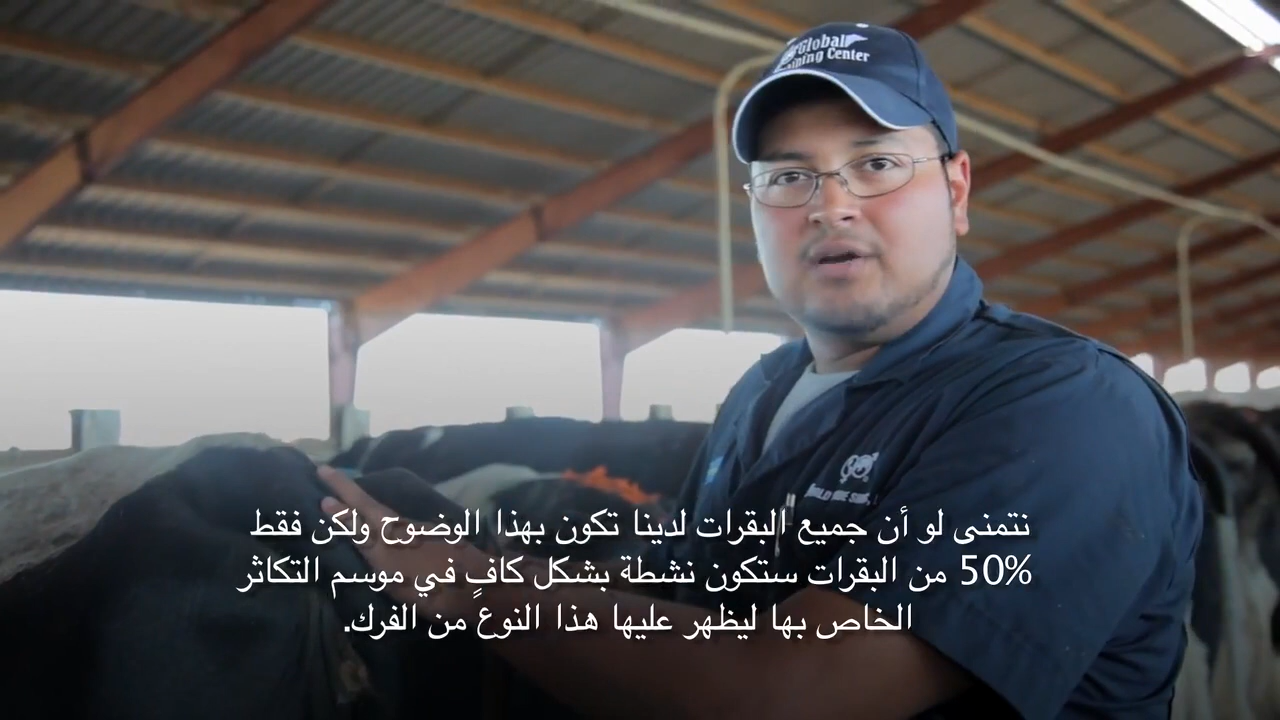 Global
Training Center
نتمنى لو أن جميع البقرات لدينا تكون بهذا الوضوح ولكن فقط
50% من البقرات ستكون نشطة بشكل كافٍ في موسم التكاثر
الخاص بها ليظهر عليها هذا النوع من الفرك.